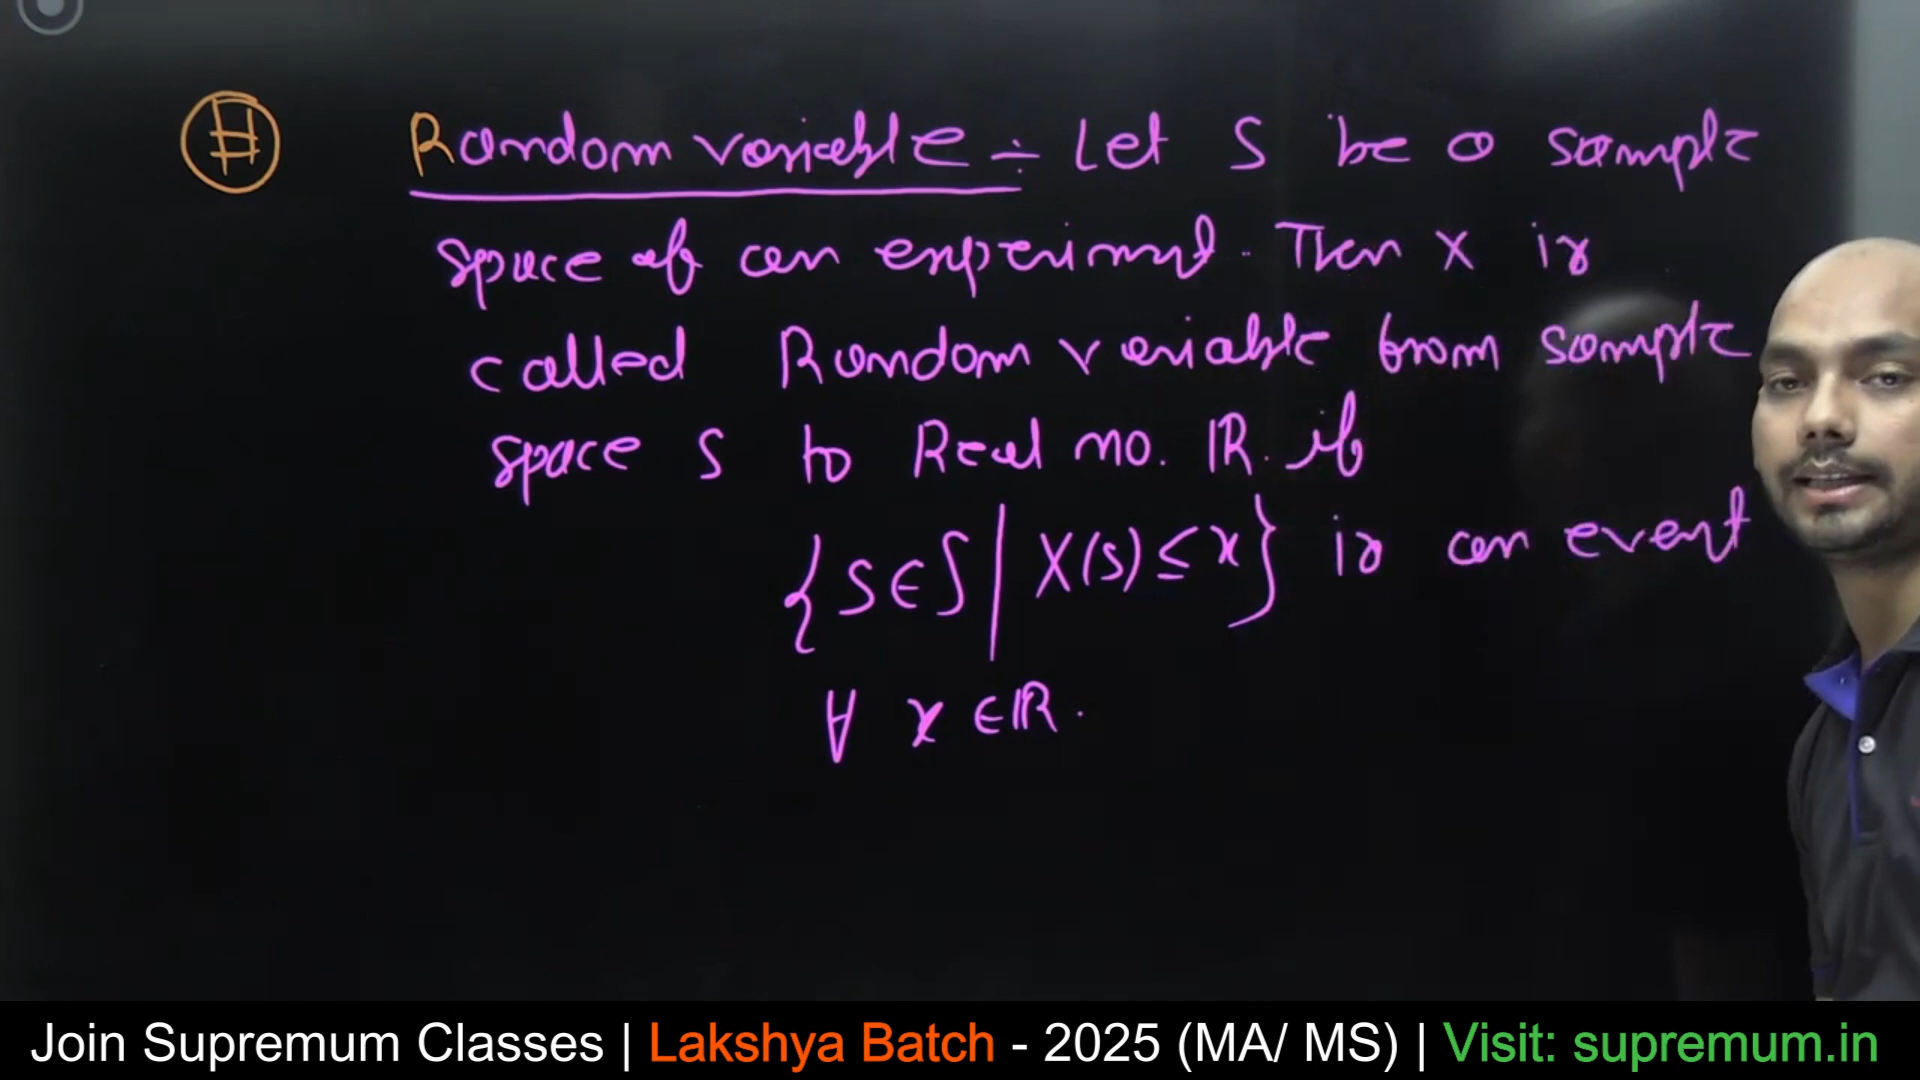 # Random variable :- Let S be a sample
space of an experiment. Then X is
called Random variable from sample
space S to Real no. ℝ. if
{S∈S | X(s) ≤ x} is an event
∀ x ∈ ℝ.
Join Supremum Classes | Lakshya Batch - 2025 (MA/ MS) | Visit: supremum.in